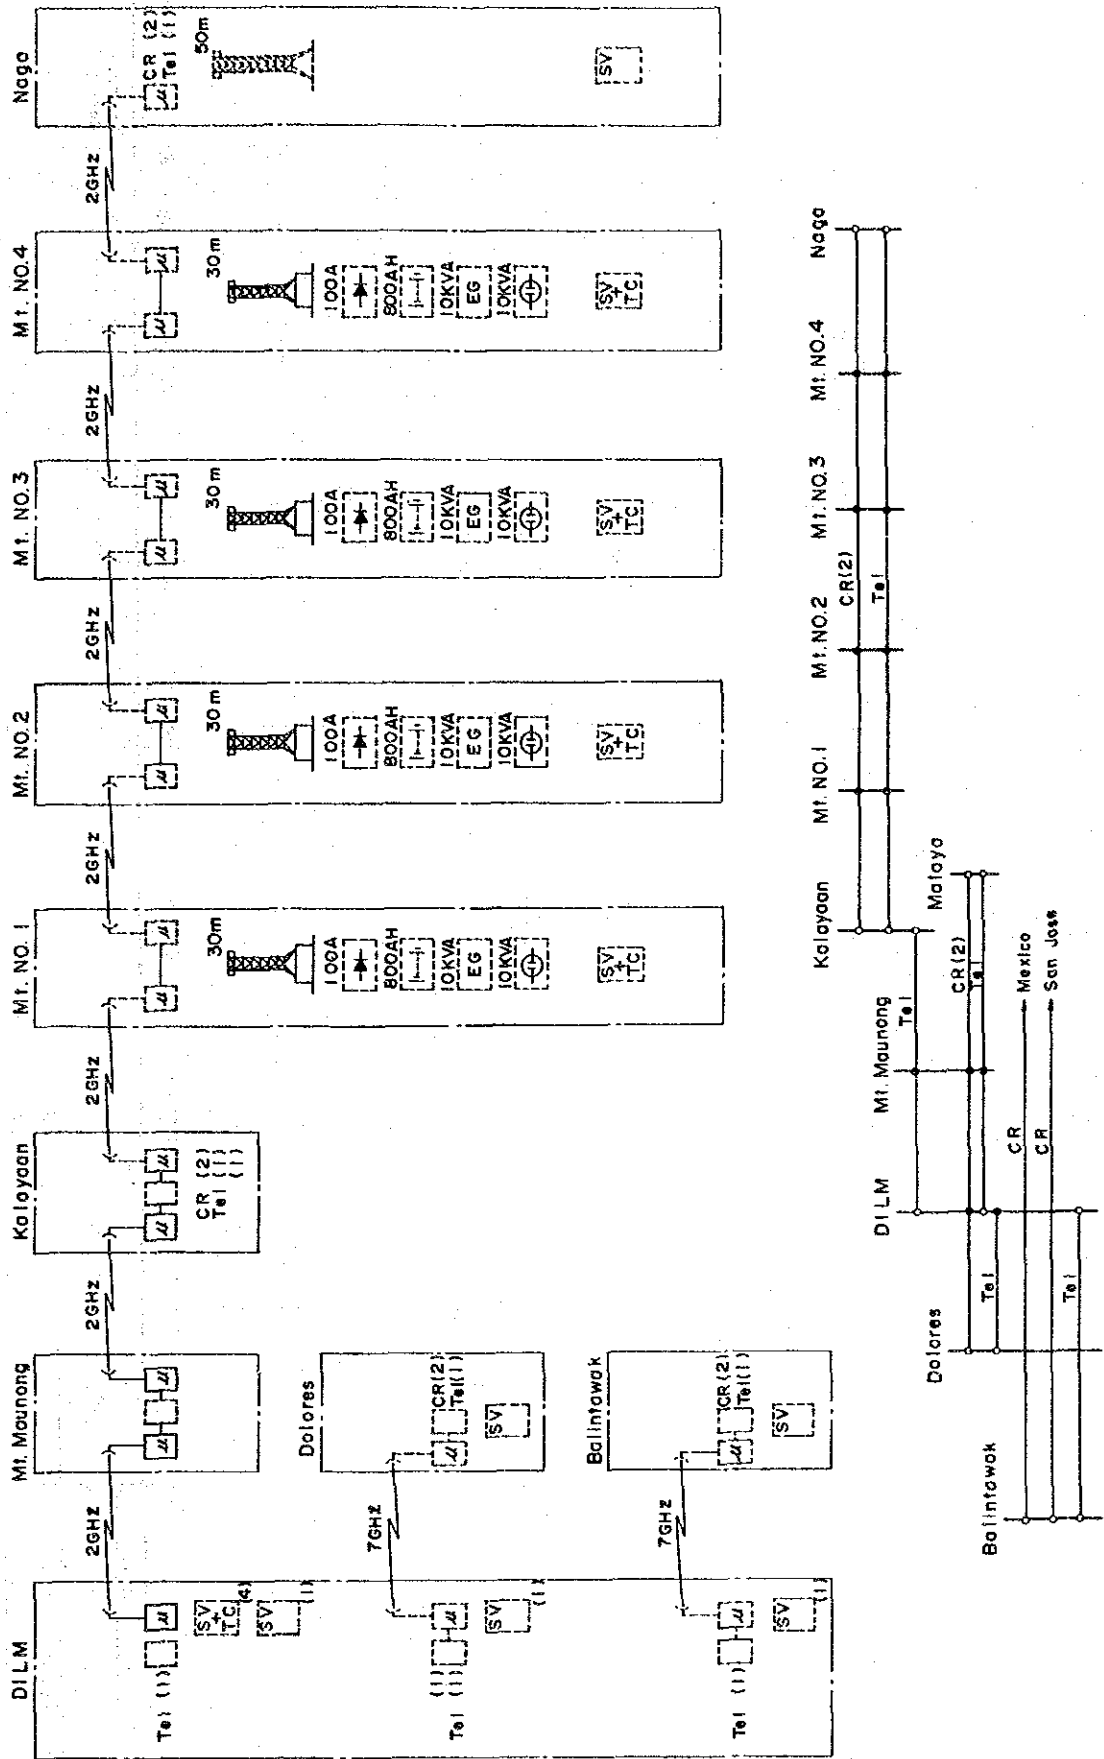 DILM
Tel (1)
μ
SV
+
TC
(4)
SV
(1)
Tel
(1)
(1)
μ
SV
(1)
Tel (1)
μ
SV
(1)
2GHz
7GHz
7GHz
Mt. Maunong
μ
μ
Dolores
CR(2)
Tel(1)
μ
SV
Balintawak
CR(2)
Tel(1)
μ
SV
2GHz
Kalayaan
μ
μ
CR (2)
Tel (1)
(1)
2GHz
Mt. NO. 1
μ
μ
30m
100A
800AH
10KVA
EG
10KVA
SV
+
TC
2GHz
Mt. NO.2
μ
μ
30m
100A
800AH
10KVA
EG
10KVA
SV
+
TC
2GHz
Mt. NO.3
μ
μ
30m
100A
800AH
10KVA
EG
10KVA
SV
+
TC
2GHz
Mt. NO.4
μ
μ
30m
100A
800AH
10KVA
EG
10KVA
SV
+
TC
2GHz
Naga
CR (2)
Tel (1)
μ
50m
SV
Kalayaan
Mt. NO.1
Mt. NO.2
Mt. NO.3
Mt. NO.4
Naga
CR(2)
Tel
DILM
Mt. Maunong
Tel
Malaya
CR(2)
Tel
Dolores
Tel
CR
Mexico
CR
San Jose
Tel
Balintawak